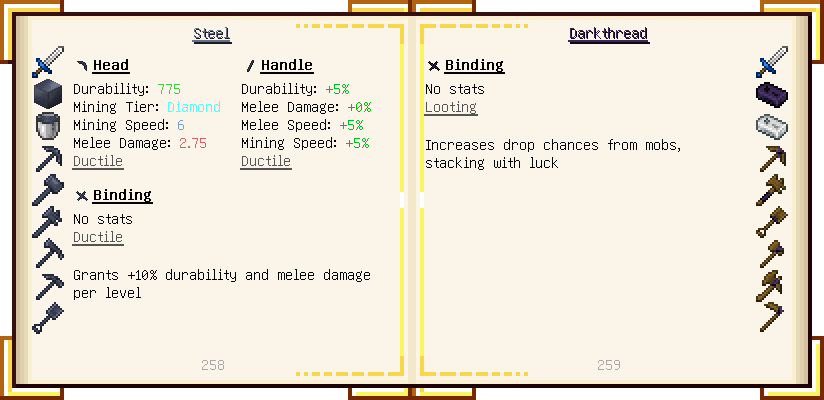 Steel
Head
Durability: 775
Mining Tier: Diamond
Mining Speed: 6
Melee Damage: 2.75
Ductile
Handle
Durability: +5%
Melee Damage: +0%
Melee Speed: +5%
Mining Speed: +5%
Ductile
Binding
No stats
Ductile
Grants +10% durability and melee damage
per level
258
Darkthread
Binding
No stats
Looting
Increases drop chances from mobs,
stacking with luck
259